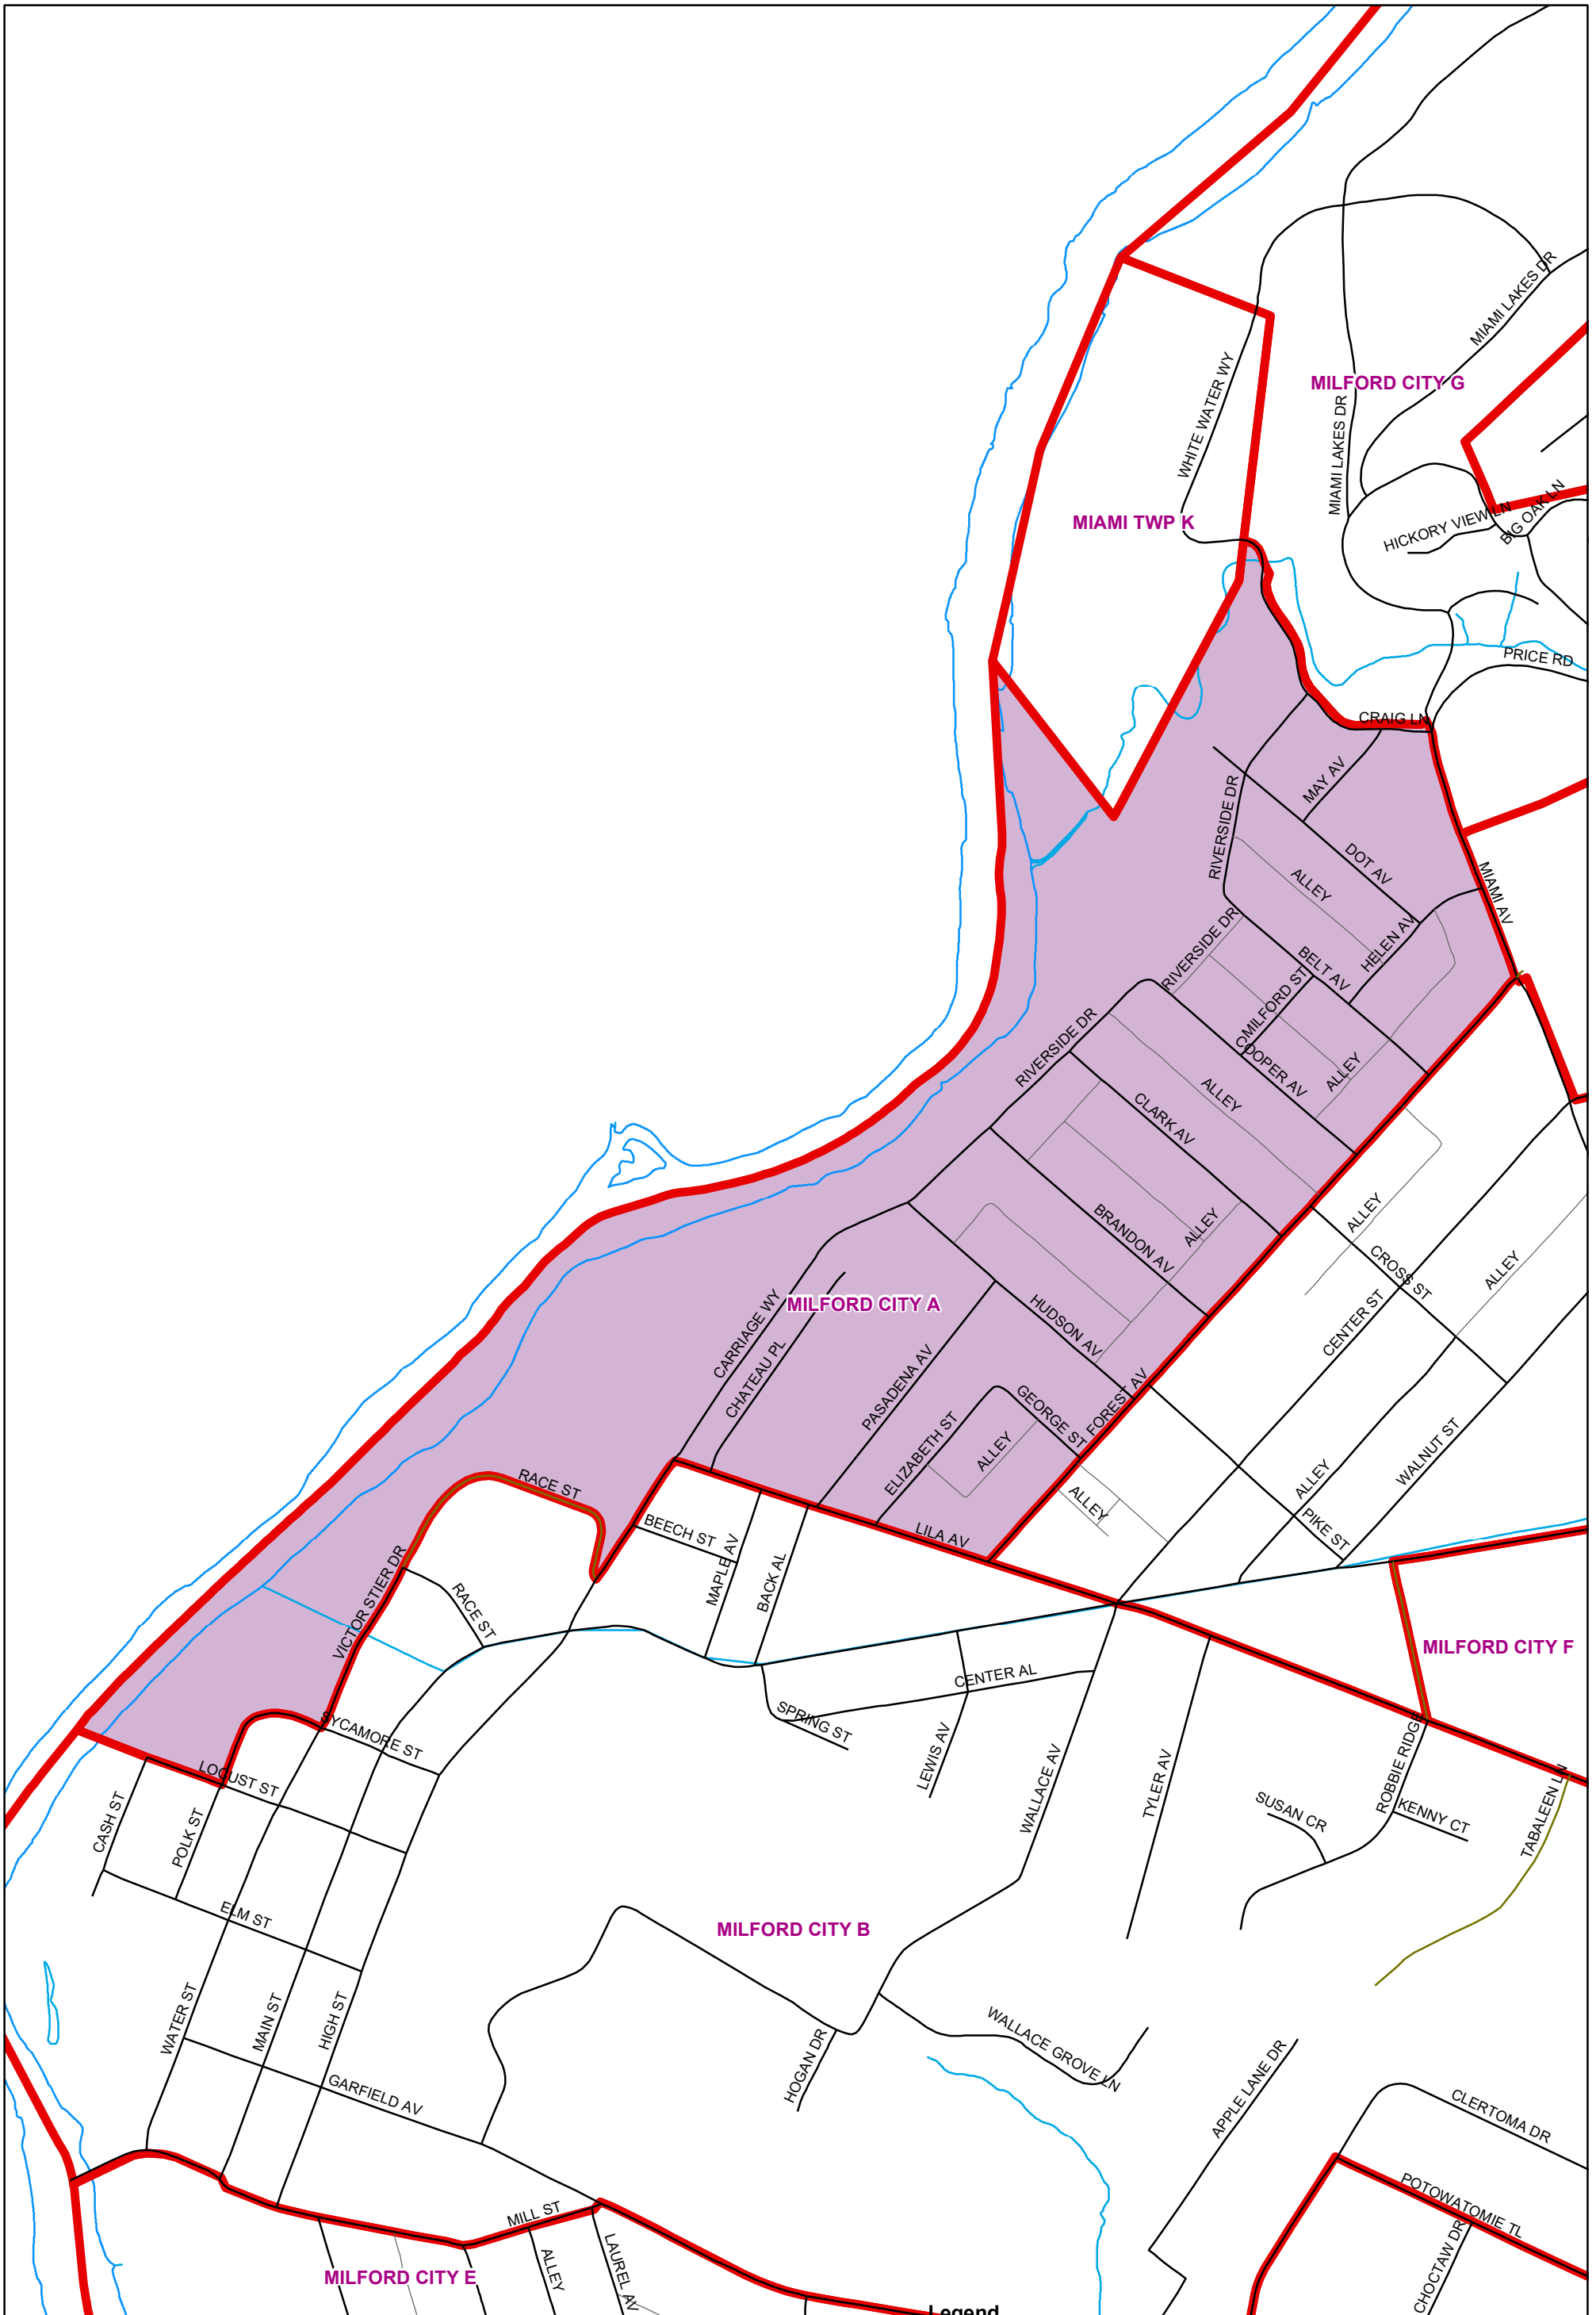 MIAMI LAKES DR
MILFORD CITY G
WHITE WATER WY
MIAMI LAKES DR
MIAMI TWP K
HICKORY VIEW LN
BIG OAK LN
PRICE RD
CRAIG LN
MAY AV
RIVERSIDE DR
DOT AV
ALLEY
MIAMI AV
HELEN AV
RIVERSIDE DR
BELT AV
MILFORD ST
COOPER AV
RIVERSIDE DR
ALLEY
ALLEY
CLARK AV
ALLEY
BRANDON AV
ALLEY
CROSS ST
ALLEY
CARRIAGE WY
MILFORD CITY A
HUDSON AV
CENTER ST
CHATEAU PL
PASADENA AV
GEORGE ST
FOREST AV
ELIZABETH ST
ALLEY
WALNUT ST
ALLEY
RACE ST
ALLEY
BEECH ST
LILA AV
PIKE ST
MAPLE AV
BACK AL
VICTOR STIER DR
RACE ST
MILFORD CITY F
CENTER AL
SPRING ST
SYCAMORE ST
LEWIS AV
LOCUST ST
WALLACE AV
TYLER AV
ROBBIE RIDGE
SUSAN CR
KENNY CT
TABALEEN LN
CASH ST
POLK ST
ELM ST
MILFORD CITY B
WATER ST
MAIN ST
HIGH ST
WALLACE GROVE LN
HOGAN DR
GARFIELD AV
APPLE LANE DR
CLERTOMA DR
POTOWATOMIE TL
MILL ST
CHOCTAW DR
MILFORD CITY E
ALLEY
LAUREL AV
Legend